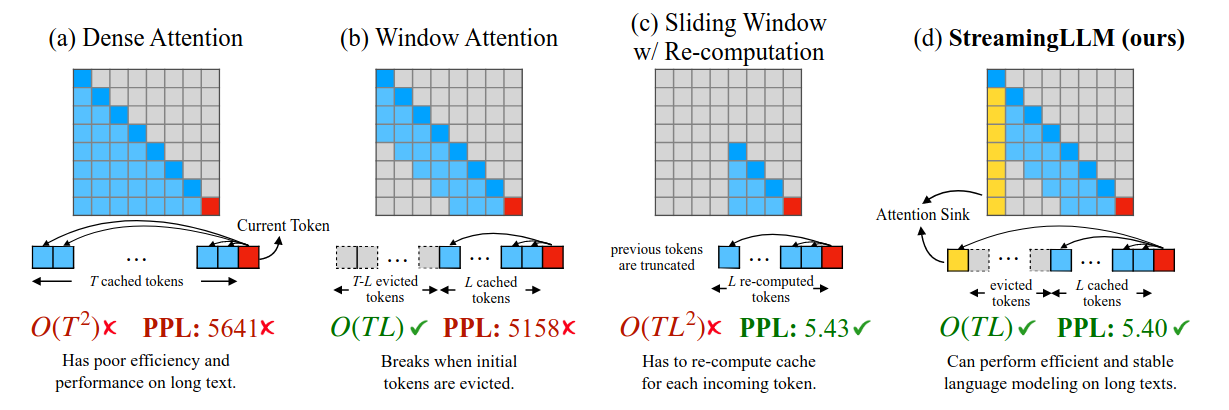 (a) Dense Attention
Current Token
...
T cached tokens
O(T²)✗ PPL: 5641✗
Has poor efficiency and
performance on long text.
(b) Window Attention
... ...
T-L evicted
tokens
L cached
tokens
O(TL)✓ PPL: 5158✗
Breaks when initial
tokens are evicted.
(c) Sliding Window
w/ Re-computation
previous tokens
are truncated
...
L re-computed
tokens
O(TL²)✗ PPL: 5.43✓
Has to re-compute cache
for each incoming token.
(d) StreamingLLM (ours)
Attention Sink
... ...
evicted
tokens
L cached
tokens
O(TL)✓ PPL: 5.40✓
Can perform efficient and stable
language modeling on long texts.